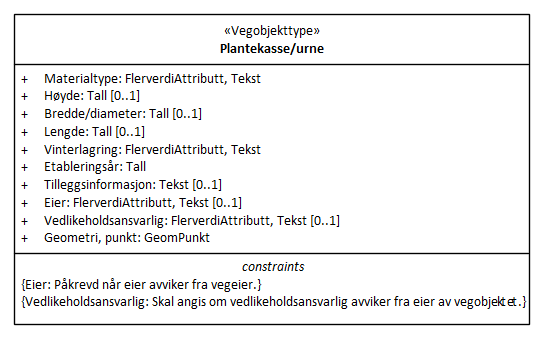 «Vegobjekttype»
Plantekasse/urne
+ Materialtype: FlerverdiAttributt, Tekst
+ Høyde: Tall [0..1]
+ Bredde/diameter: Tall [0..1]
+ Lengde: Tall [0..1]
+ Vinterlagring: FlerverdiAttributt, Tekst
+ Etableringsår: Tall
+ Tilleggsinformasjon: Tekst [0..1]
+ Eier: FlerverdiAttributt, Tekst [0..1]
+ Vedlikeholdsansvarlig: FlerverdiAttributt, Tekst [0..1]
+ Geometri, punkt: GeomPunkt
constraints
{Eier: Påkrevd når eier avviker fra vegeier.}
{Vedlikeholdsansvarlig: Skal angis om vedlikeholdsansvarlig avviker fra eier av vegobjektet.}